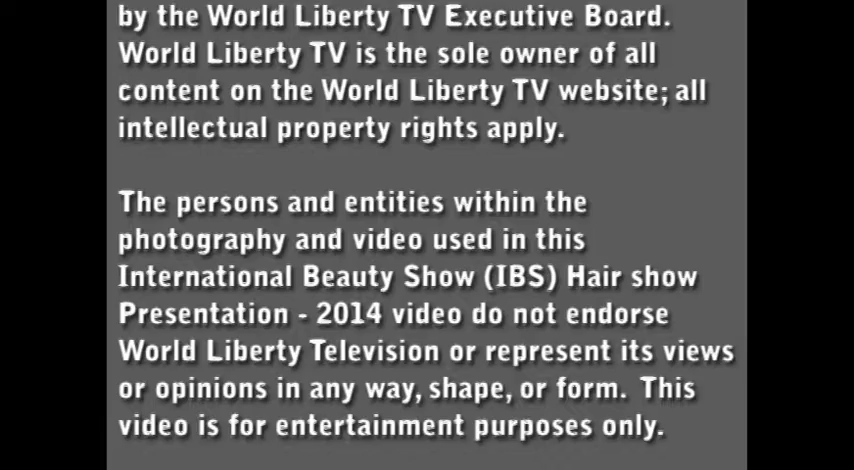 by the World Liberty TV Executive Board.
World Liberty TV is the sole owner of all
content on the World Liberty TV website; all
intellectual property rights apply.
The persons and entities within the
photography and video used in this
International Beauty Show (IBS) Hair show
Presentation - 2014 video do not endorse
World Liberty Television or represent its views
or opinions in any way, shape, or form. This
video is for entertainment purposes only.